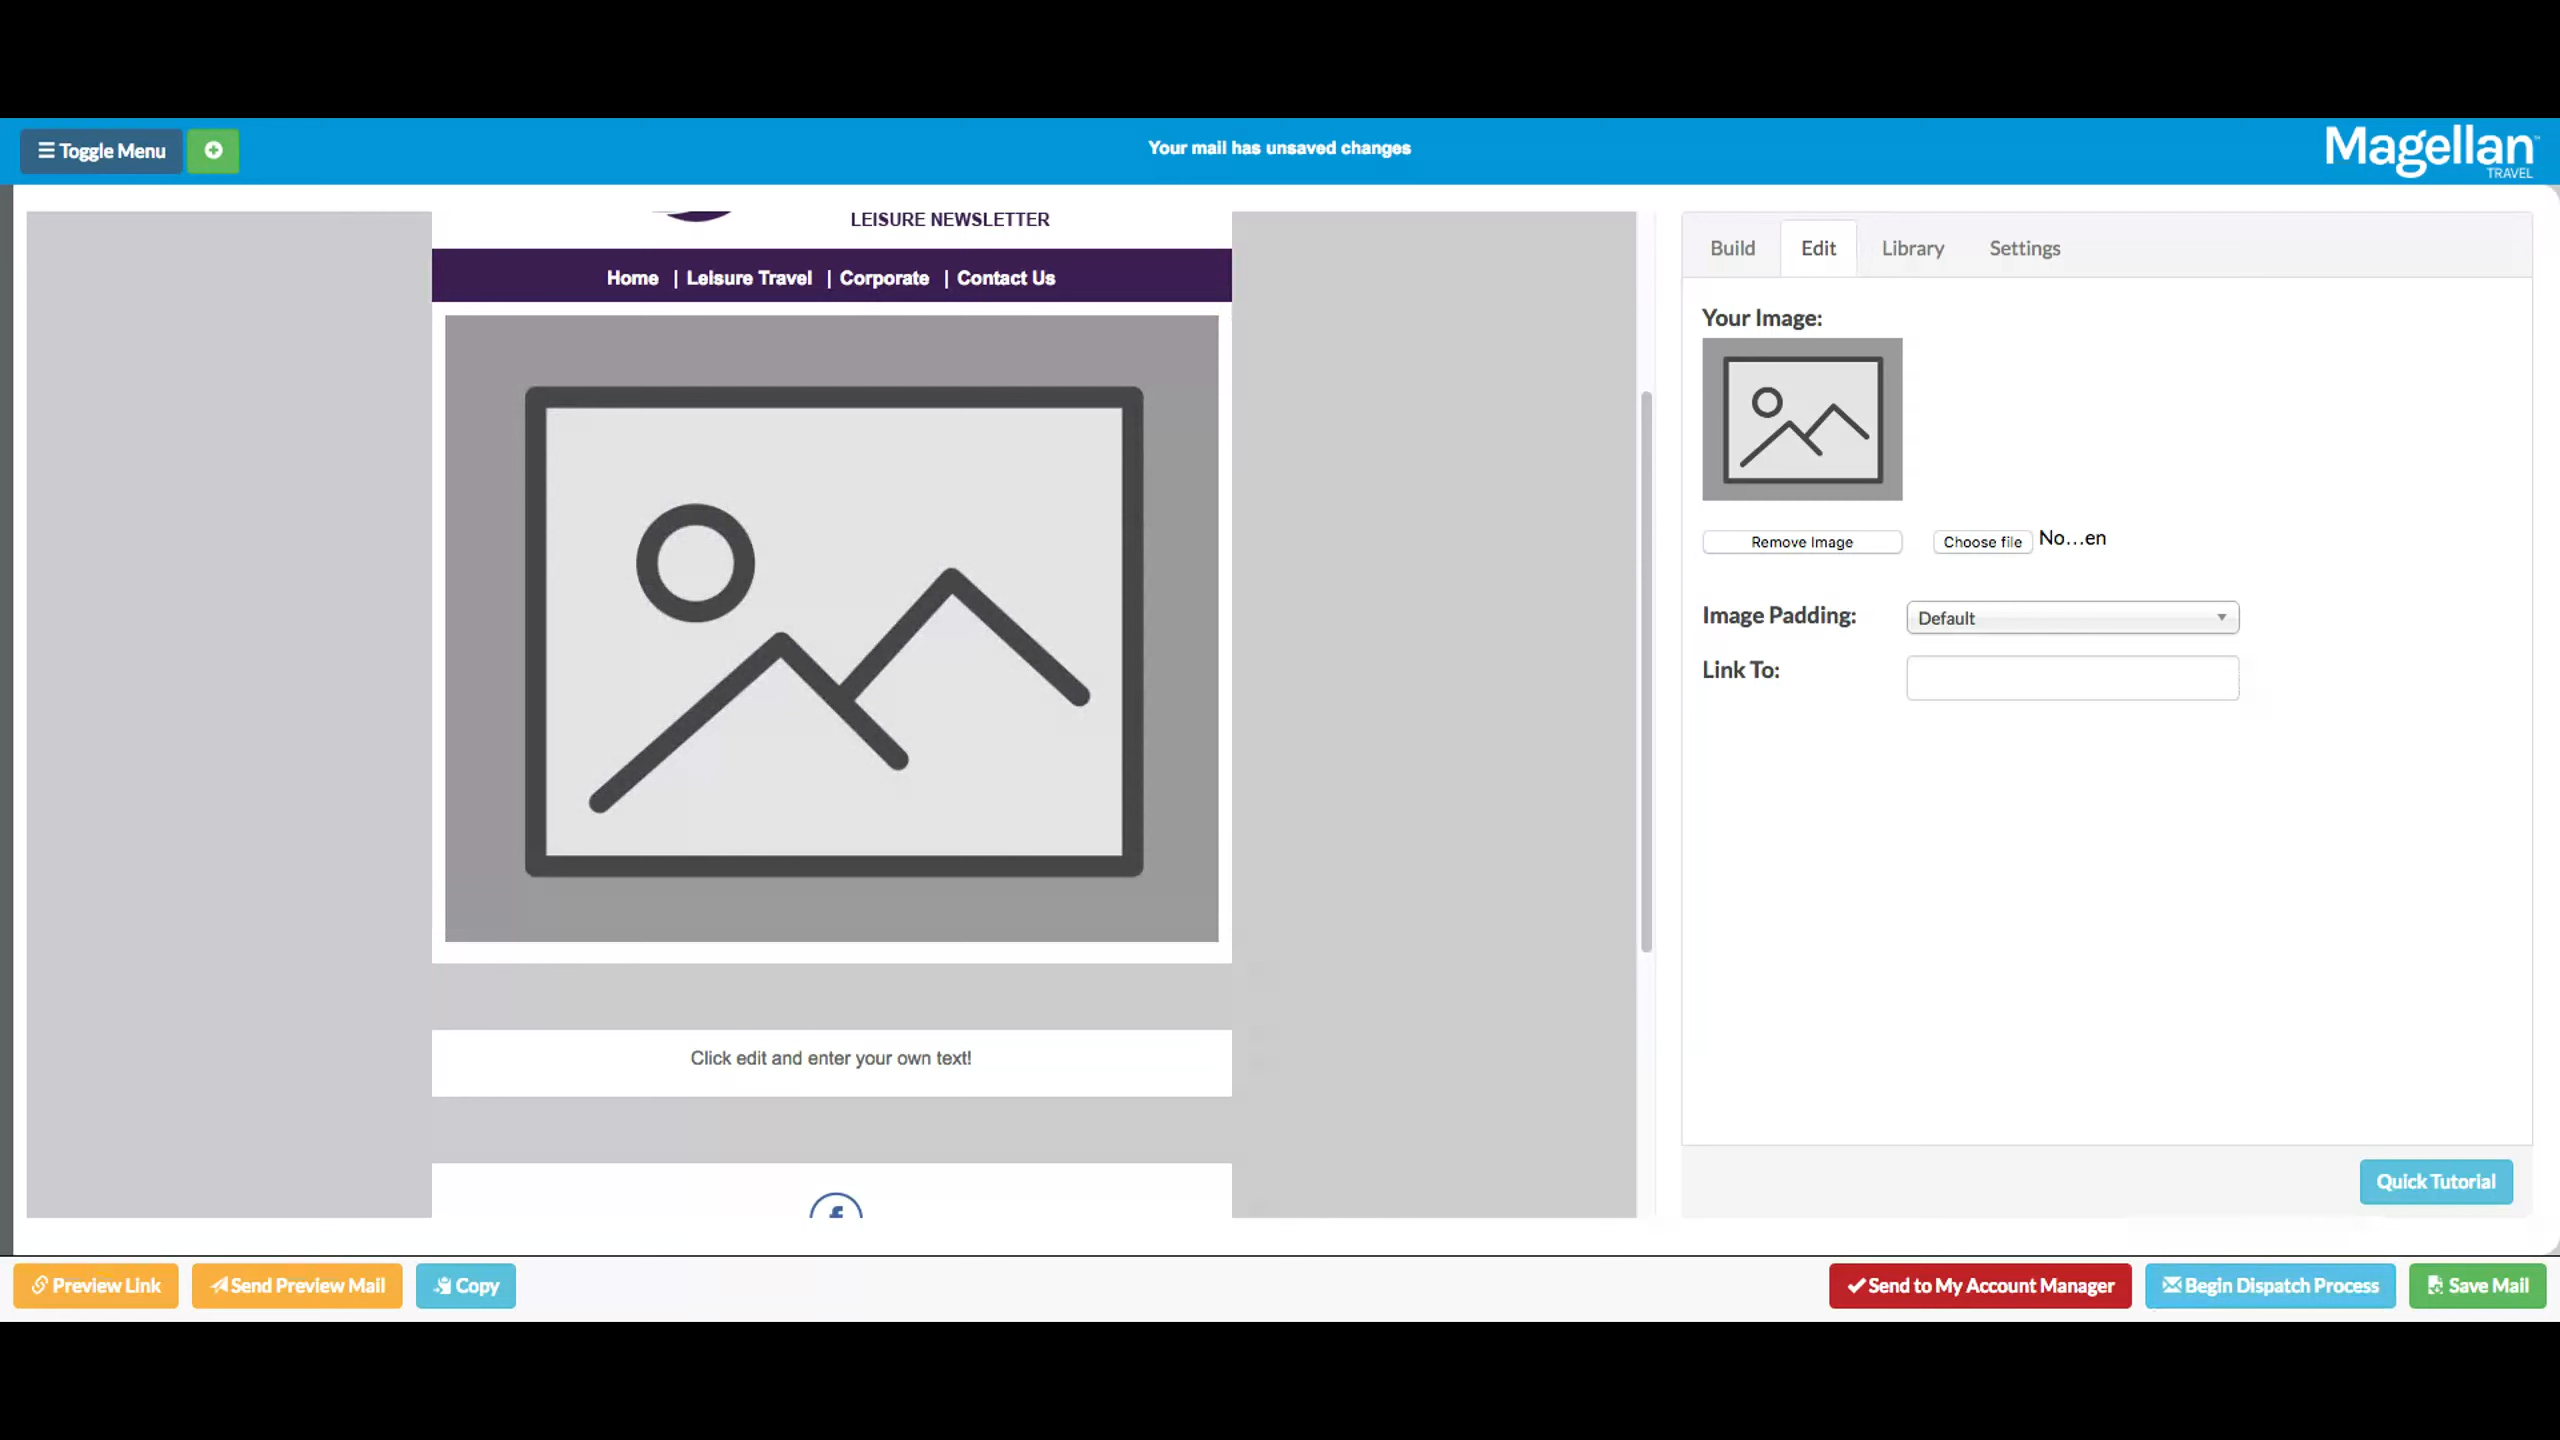 Toggle Menu
Your mail has unsaved changes
Magellan
TRAVEL
LEISURE NEWSLETTER
Home | Leisure Travel | Corporate | Contact Us
Click edit and enter your own text!
f
Build Edit Library Settings
Your Image:
Remove Image Choose file No...en
Image Padding: Default
Link To:
Quick Tutorial
Preview Link Send Preview Mail Copy Send to My Account Manager Begin Dispatch Process Save Mail